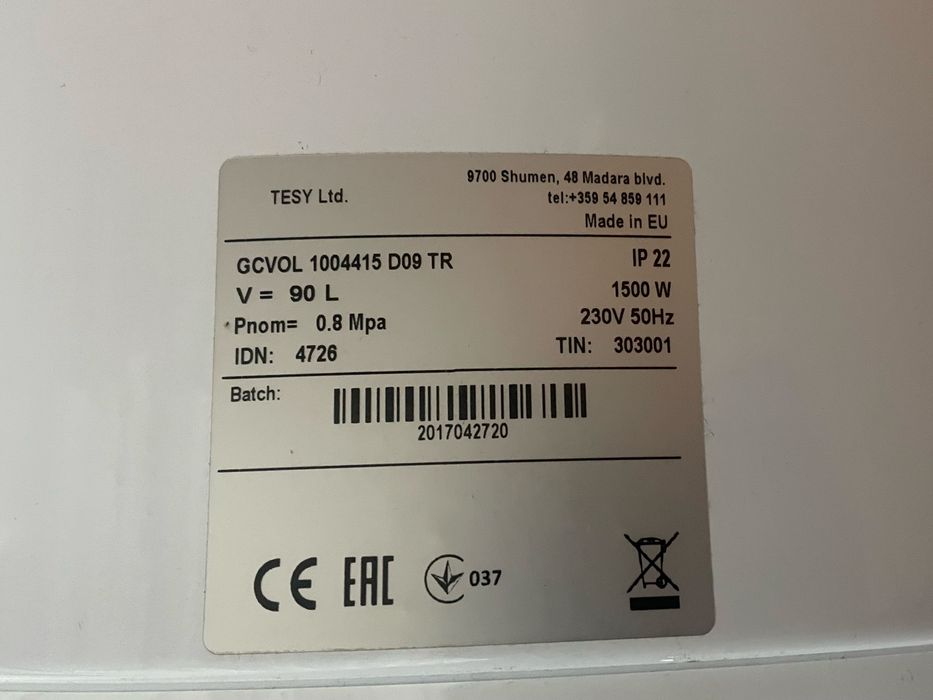 TESY Ltd.
9700 Shumen, 48 Madara blvd.
tel:+359 54 859 111
Made in EU
GCVOL 1004415 D09 TR
IP 22
V = 90 L
1500 W
Pnom= 0.8 Mpa
230V 50Hz
IDN: 4726
TIN: 303001
Batch:
2017042720
CE EAC 037